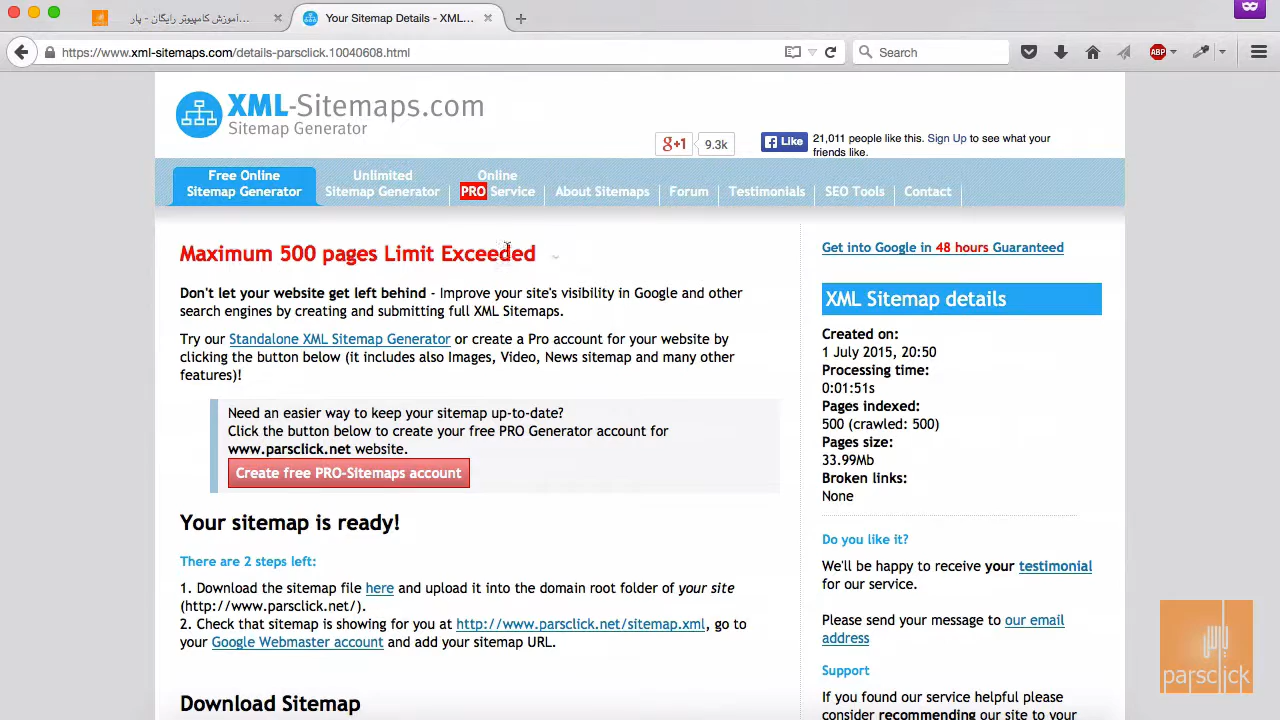 آموزش کامپیوتر رایگان - پار...
Your Sitemap Details - XML...
https://www.xml-sitemaps.com/details-parsclick.10040608.html
Search
ABP
XML-Sitemaps.com
Sitemap Generator
g+1 9.3k
Like
21,011 people like this. Sign Up to see what your
friends like.
Free Online
Sitemap Generator
Unlimited
Sitemap Generator
Online
PRO Service
About Sitemaps
Forum
Testimonials
SEO Tools
Contact
Maximum 500 pages Limit Exceeded
Don't let your website get left behind - Improve your site's visibility in Google and other
search engines by creating and submitting full XML Sitemaps.
Try our Standalone XML Sitemap Generator or create a Pro account for your website by
clicking the button below (it includes also Images, Video, News sitemap and many other
features)!
Need an easier way to keep your sitemap up-to-date?
Click the button below to create your free PRO Generator account for
www.parsclick.net website.
Create free PRO-Sitemaps account
Your sitemap is ready!
There are 2 steps left:
1. Download the sitemap file here and upload it into the domain root folder of your site
(http://www.parsclick.net/).
2. Check that sitemap is showing for you at http://www.parsclick.net/sitemap.xml, go to
your Google Webmaster account and add your sitemap URL.
Download Sitemap
Get into Google in 48 hours Guaranteed
XML Sitemap details
Created on:
1 July 2015, 20:50
Processing time:
0:01:51s
Pages indexed:
500 (crawled: 500)
Pages size:
33.99Mb
Broken links:
None
Do you like it?
We'll be happy to receive your testimonial
for our service.
Please send your message to our email
address
Support
If you found our service helpful please
consider recommending our site to your
parsclick